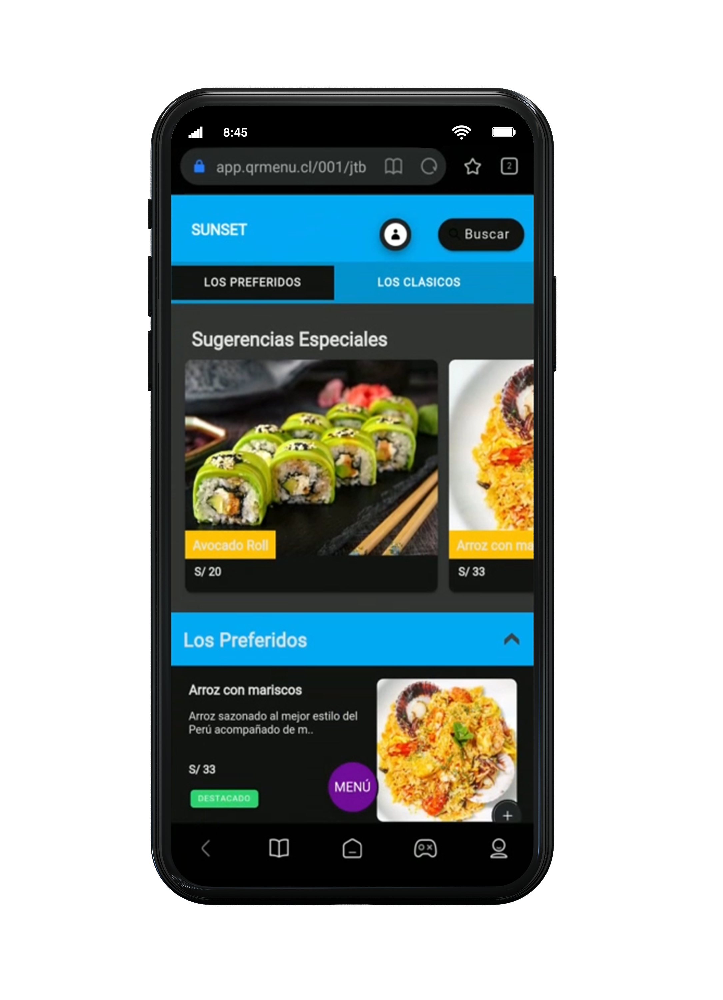 8:45
app.qrmenu.cl/001/jtb
2
SUNSET
Buscar
LOS PREFERIDOS
LOS CLASICOS
Sugerencias Especiales
Avocado Roll
Arroz con ma
S/ 20
S/ 33
Los Preferidos
Arroz con mariscos
Arroz sazonado al mejor estilo del
Perú acompañado de m..
S/ 33
MENÚ
DESTACADO